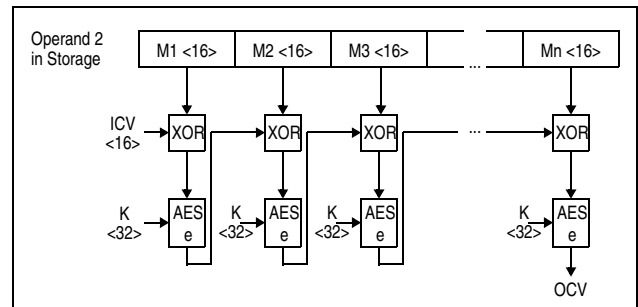 Operand 2
in Storage
M1 <16> M2 <16> M3 <16> ... Mn <16>
ICV
<16>
XOR XOR XOR ... XOR
K
<32>
AES
e
K
<32>
AES
e
K
<32>
AES
e
K
<32>
AES
e
OCV